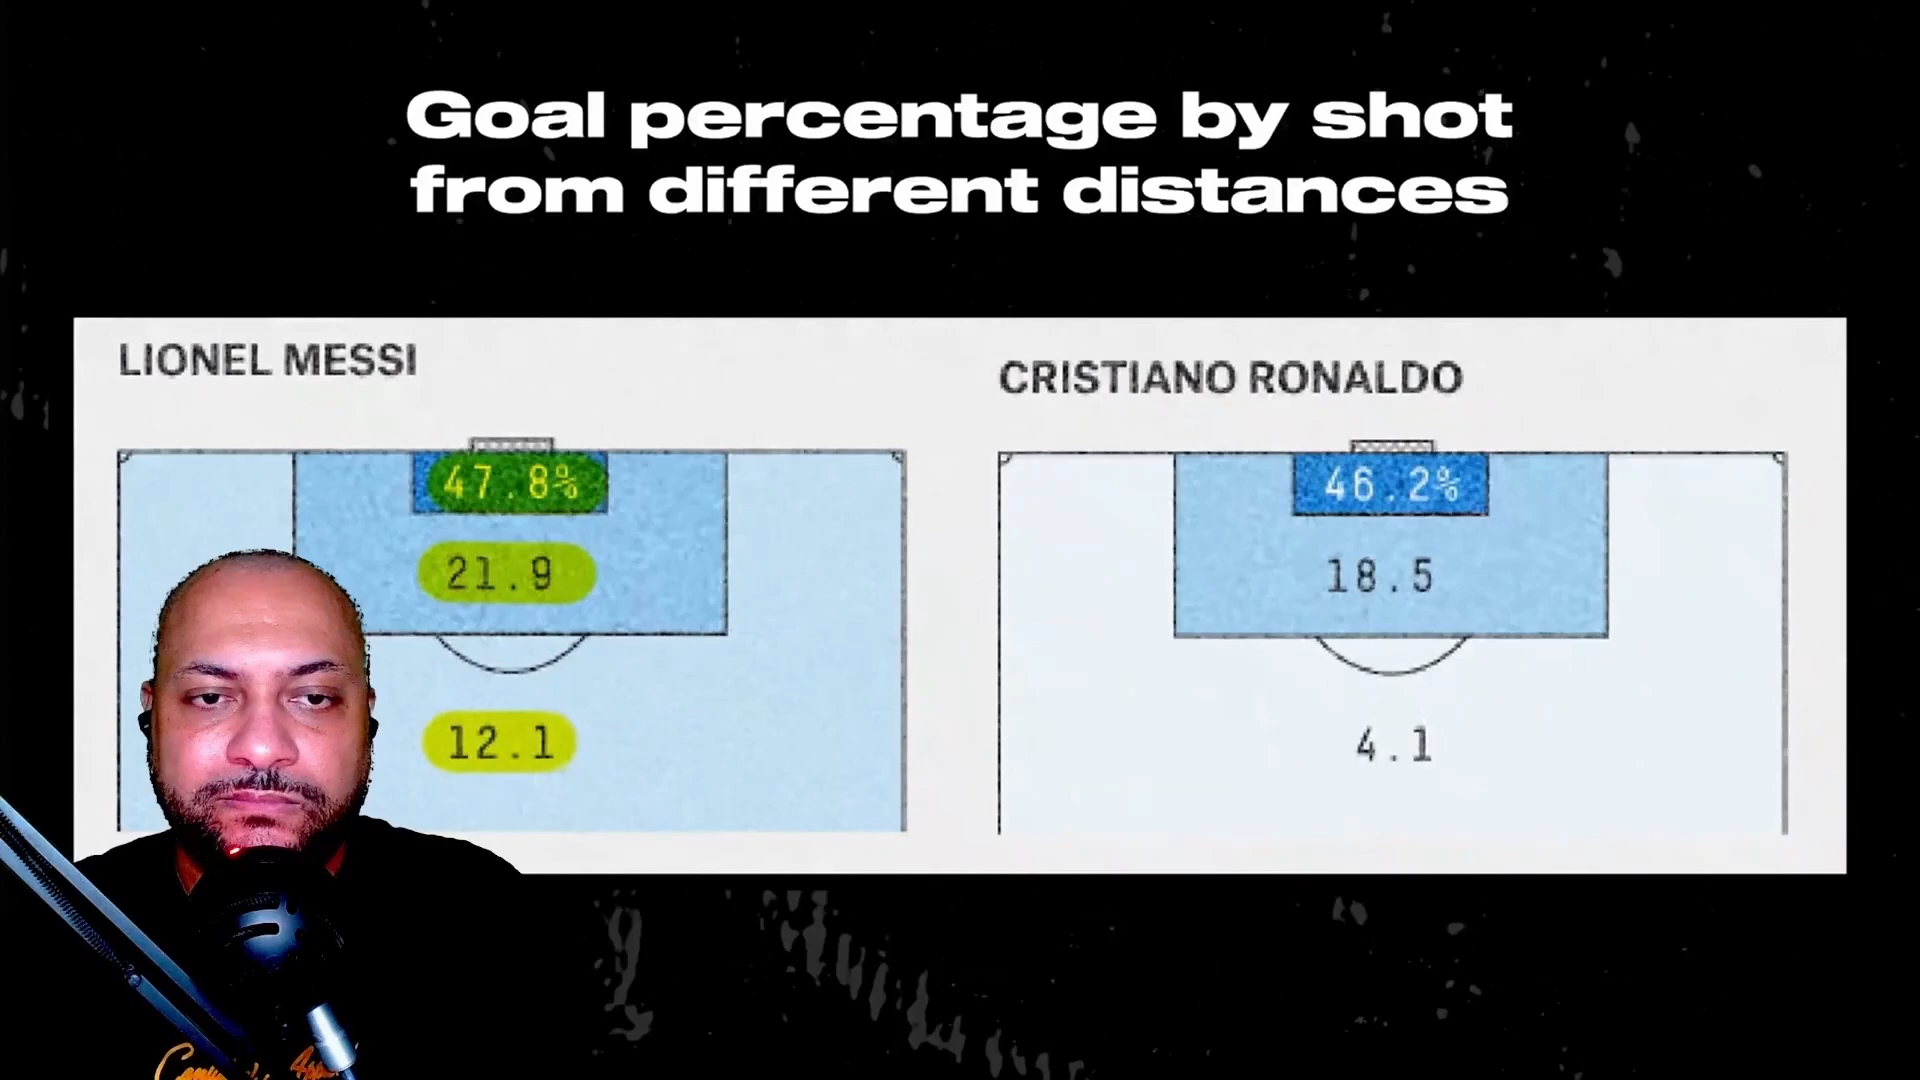 Goal percentage by shot
from different distances
LIONEL MESSI
47.8%
21.9
12.1
CRISTIANO RONALDO
46.2%
18.5
4.1